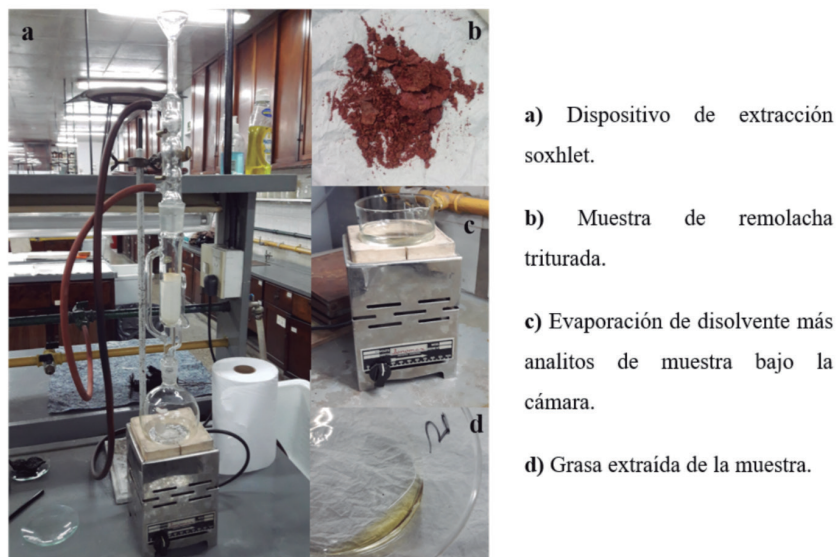 a
b
c
d
a) Dispositivo de extracción
soxhlet.
b) Muestra de remolacha
triturada.
c) Evaporación de disolvente más
analitos de muestra bajo la
cámara.
d) Grasa extraída de la muestra.